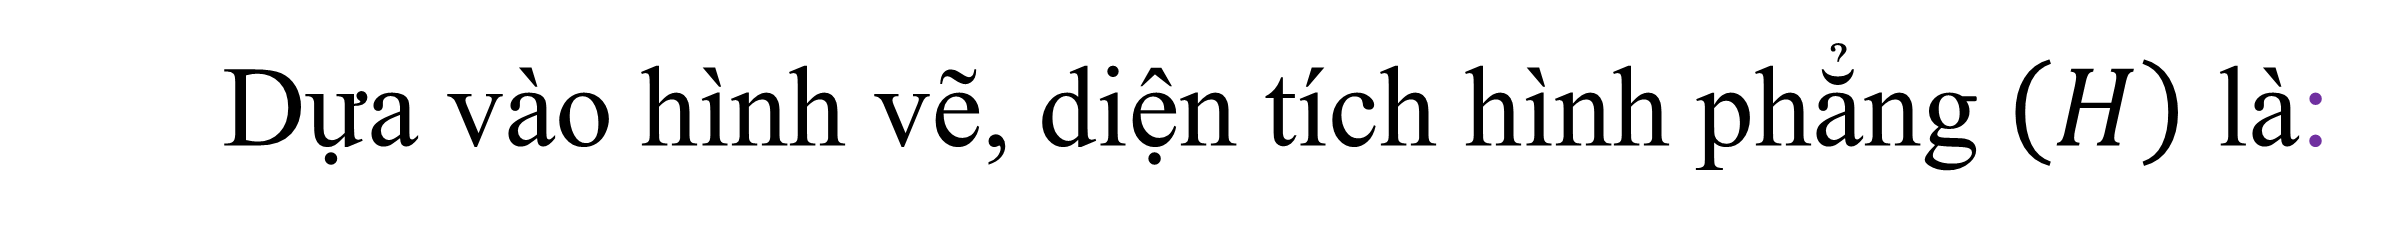 Dựa vào hình vẽ, diện tích hình phẳng (H) là: